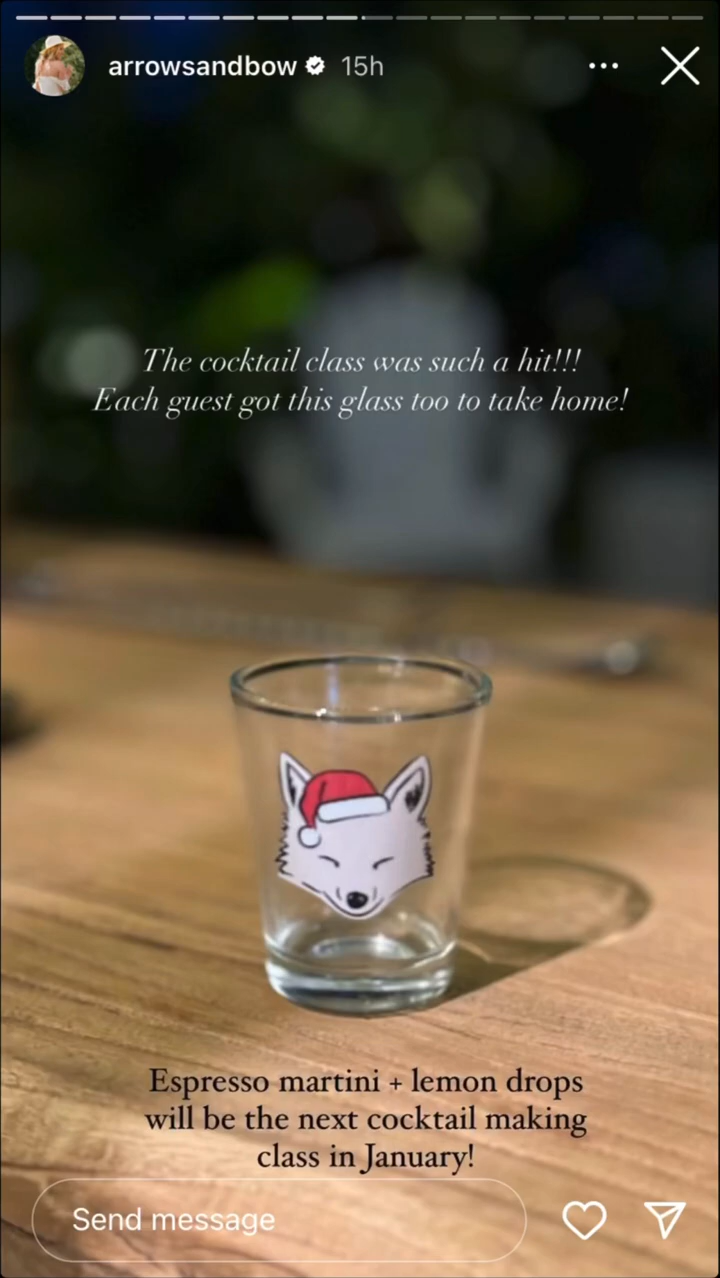 arrowsandbow 15h
The cocktail class was such a hit!!!
Each guest got this glass too to take home!
Espresso martini + lemon drops
will be the next cocktail making
class in January!
Send message